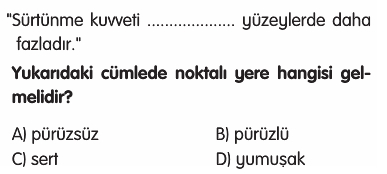 "Sürtünme kuvveti .................... yüzeylerde daha
fazladır."
Yukarıdaki cümlede noktalı yere hangisi gel-
melidir?
A) pürüzsüz B) pürüzlü
C) sert D) yumuşak